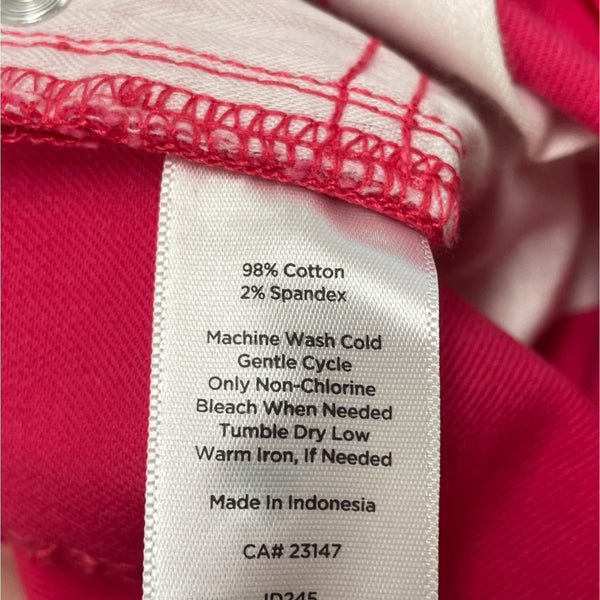 98% Cotton
2% Spandex
Machine Wash Cold
Gentle Cycle
Only Non-Chlorine
Bleach When Needed
Tumble Dry Low
Warm Iron, If Needed
Made In Indonesia
CA# 23147